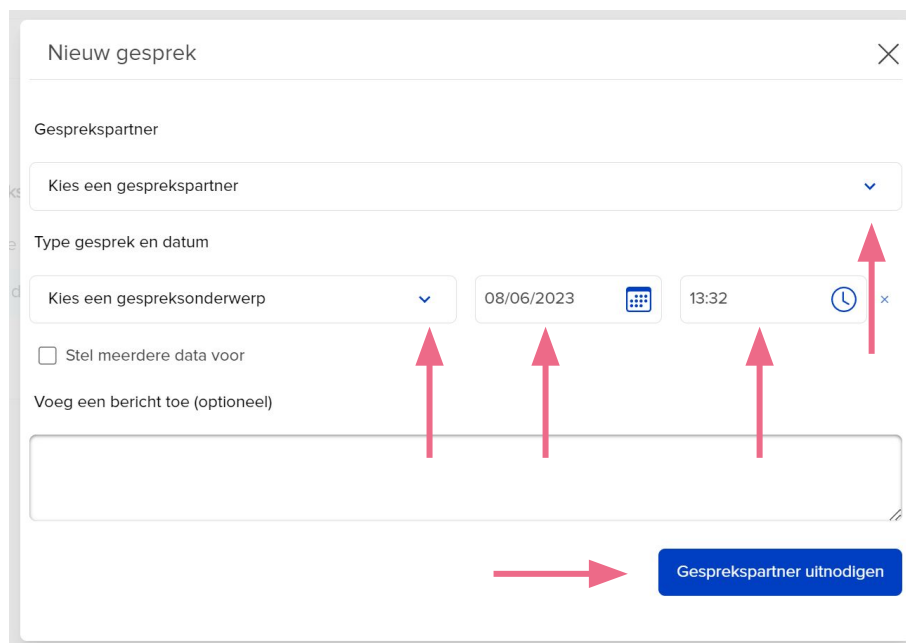 Nieuw gesprek
Gesprekspartner
Kies een gesprekspartner
Type gesprek en datum
Kies een gespreksonderwerp 08/06/2023 13:32 ×
Stel meerdere data voor
Voeg een bericht toe (optioneel)
Gesprekspartner uitnodigen